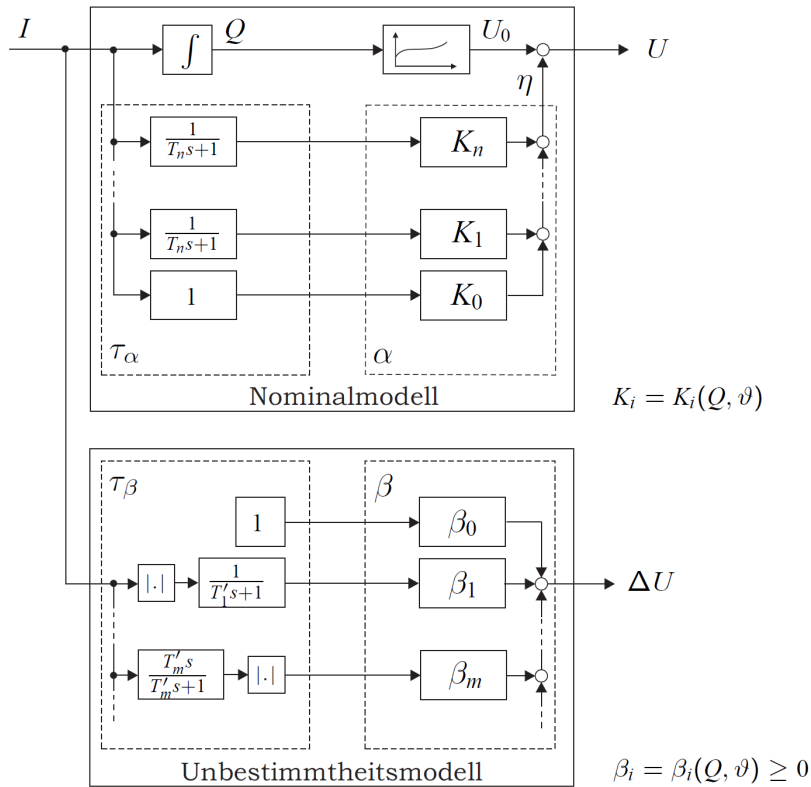 I
∫
Q
U₀
U
η
1/(Tₙs+1)
Kₙ
1/(Tₙs+1)
K₁
1
K₀
τ_α
α
Nominalmodell
Kᵢ = Kᵢ(Q, ϑ)
τ_β
β
1
β₀
|.|
1/(T′₁s+1)
β₁
ΔU
T′ₘs/(T′ₘs+1)
|.|
βₘ
Unbestimmtheitsmodell
βᵢ = βᵢ(Q, ϑ) ≥ 0